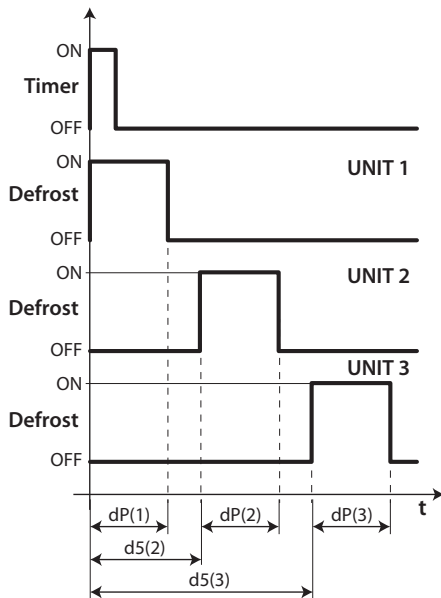 ON
Timer
OFF
ON
UNIT 1
Defrost
OFF
ON
UNIT 2
Defrost
OFF
UNIT 3
ON
Defrost
OFF
t
dP(1)
dP(2)
dP(3)
d5(2)
d5(3)